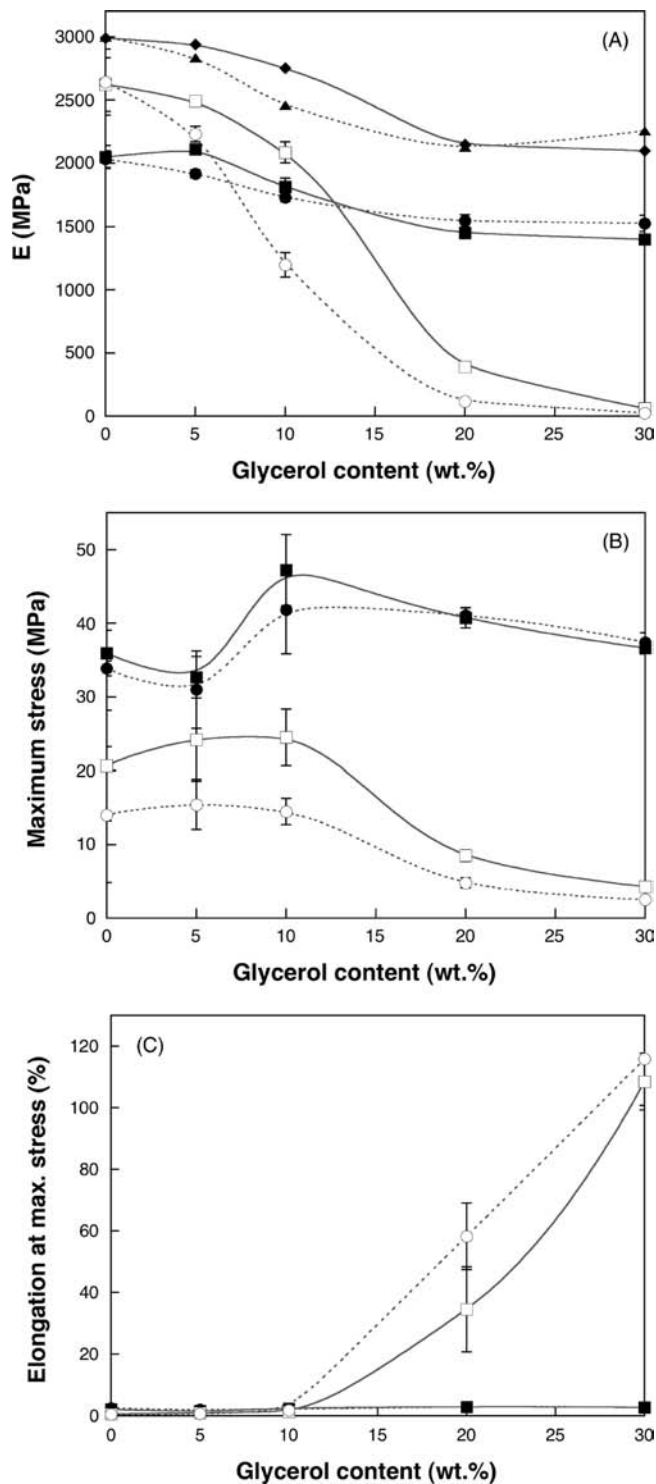 (A)
3000
2500
2000
1500
1000
500
0
E (MPa)
0 5 10 15 20 25 30
Glycerol content (wt.%)
(B)
50
40
30
20
10
0
Maximum stress (MPa)
0 5 10 15 20 25 30
Glycerol content (wt.%)
(C)
120
100
80
60
40
20
0
Elongation at max. stress (%)
0 5 10 15 20 25 30
Glycerol content (wt.%)